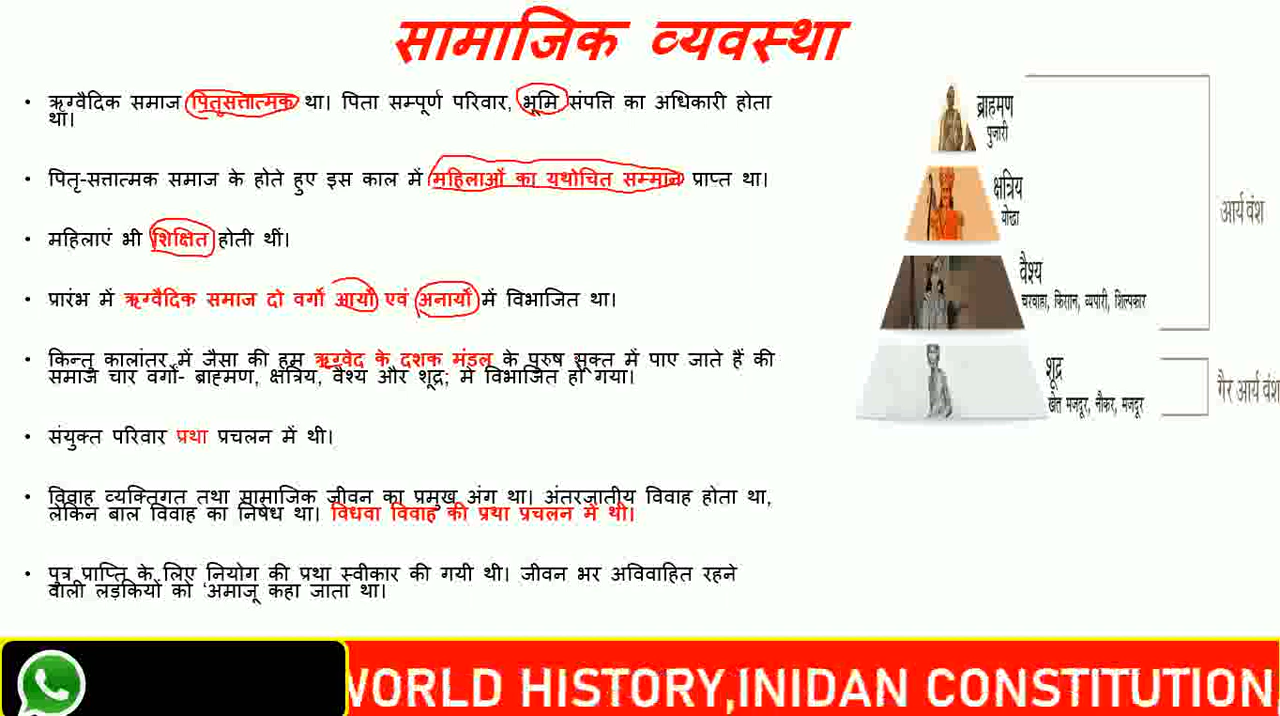 सामाजिक व्यवस्था
• ऋग्वैदिक समाज पितृसत्तात्मक था। पिता सम्पूर्ण परिवार, भूमि संपत्ति का अधिकारी होता
था।
• पितृ-सत्तात्मक समाज के होते हुए इस काल में महिलाओं का यथोचित सम्मान प्राप्त था।
• महिलाएं भी शिक्षित होती थीं।
• प्रारंभ में ऋग्वैदिक समाज दो वर्गों आर्यों एवं अनार्यों में विभाजित था।
• किन्तु कालांतर में जैसा की हम ऋग्वेद के दशक मंडल के पुरुष सूक्त में पाए जाते हैं की
समाज चार वर्गो- ब्राह्मण, क्षत्रिय, वैश्य और शूद्र; में विभाजित हो गया।
• संयुक्त परिवार प्रथा प्रचलन में थी।
• विवाह व्यक्तिगत तथा सामाजिक जीवन का प्रमुख अंग था। अंतरजातीय विवाह होता था,
लेकिन बाल विवाह का निषेध था। विधवा विवाह की प्रथा प्रचलन में थी।
• पुत्र प्राप्ति के लिए नियोग की प्रथा स्वीकार की गयी थी। जीवन भर अविवाहित रहने
वाली लड़कियों को ‘अमाजू कहा जाता था।
ब्राहमण
पुजारी
क्षत्रिय
योद्धा
वैश्य
चरवाहा, किसान, व्यपारी, शिल्पकार
आर्य वंश
शूद्र
खेत मजदूर, नौकर, मजदूर
गैर आर्य वंश
WORLD HISTORY,INIDAN CONSTITUTION